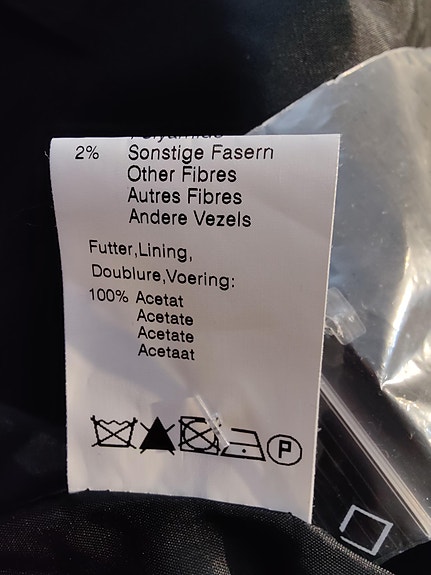 2% Sonstige Fasern
Other Fibres
Autres Fibres
Andere Vezels
Futter,Lining,
Doublure,Voering:
100% Acetat
Acetate
Acetate
Acetaat
P